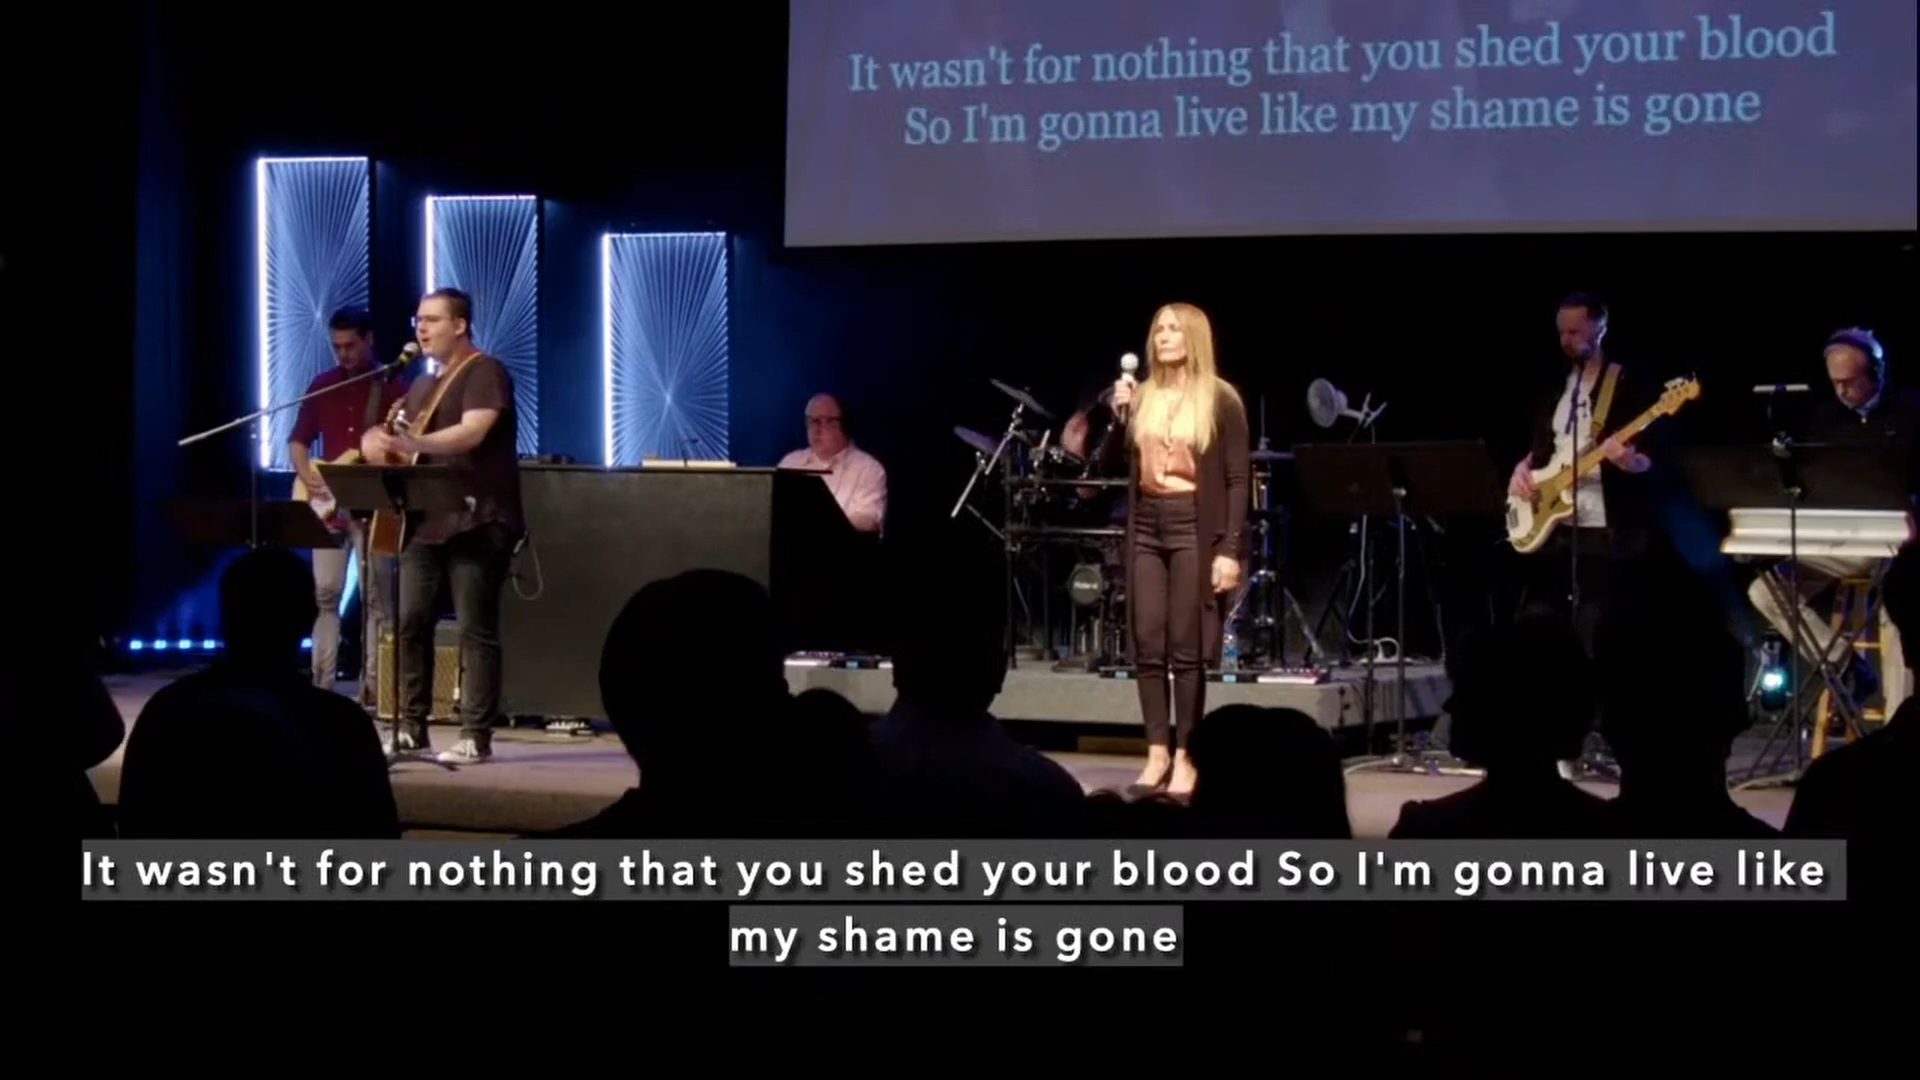 It wasn't for nothing that you shed your blood
So I'm gonna live like my shame is gone
Roland
It wasn't for nothing that you shed your blood So I'm gonna live like
my shame is gone